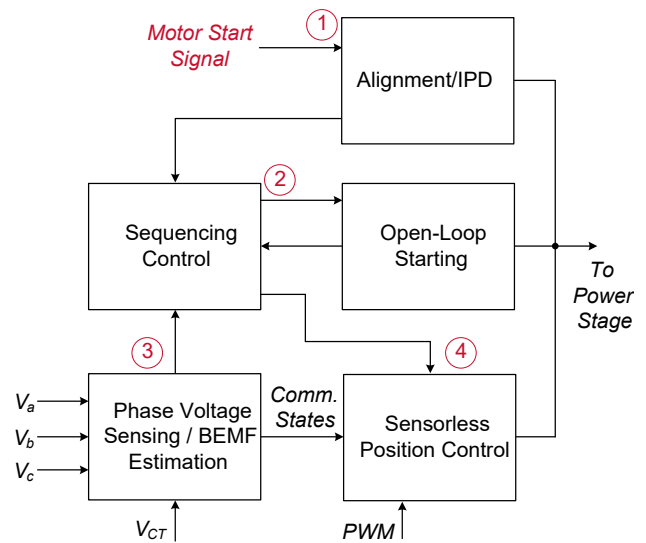 Motor Start
Signal
1
Alignment/IPD
2
Sequencing
Control
Open-Loop
Starting
To
Power
Stage
3
4
Va
Vb
Vc
Phase Voltage
Sensing / BEMF
Estimation
Comm.
States
Sensorless
Position Control
VCT
PWM